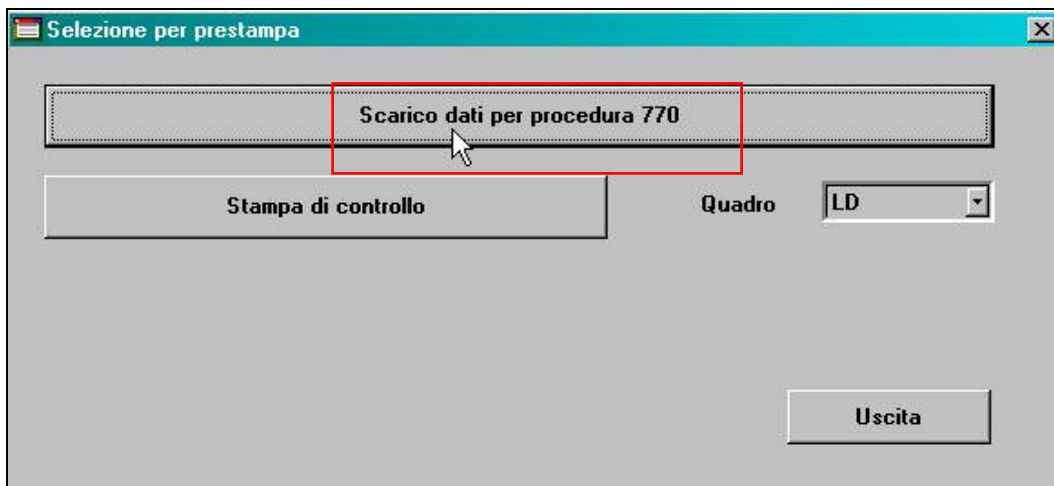 Selezione per prestampa
Scarico dati per procedura 770
Stampa di controllo
Quadro
LD
Uscita